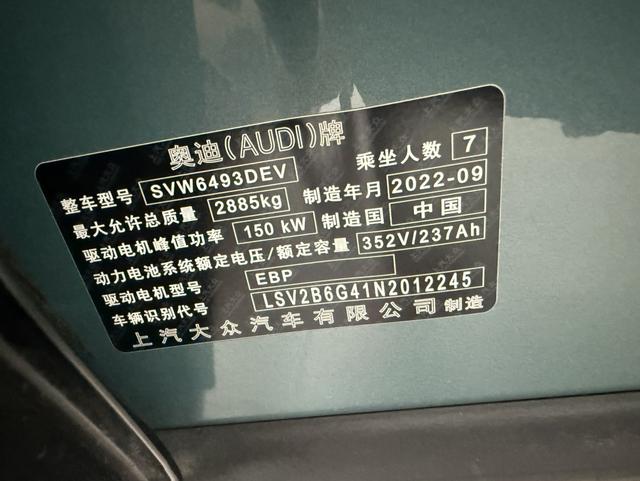 奥迪(AUDI)牌
整车型号 SVW6493DEV 乘坐人数 7
最大允许总质量 2885kg 制造年月 2022-09
驱动电机峰值功率 150 kW 制造国 中国
动力电池系统额定电压/额定容量 352V/237Ah
驱动电机型号 EBP
车辆识别代号 LSV2B6G41N2012245
上汽大众汽车有限公司 制造